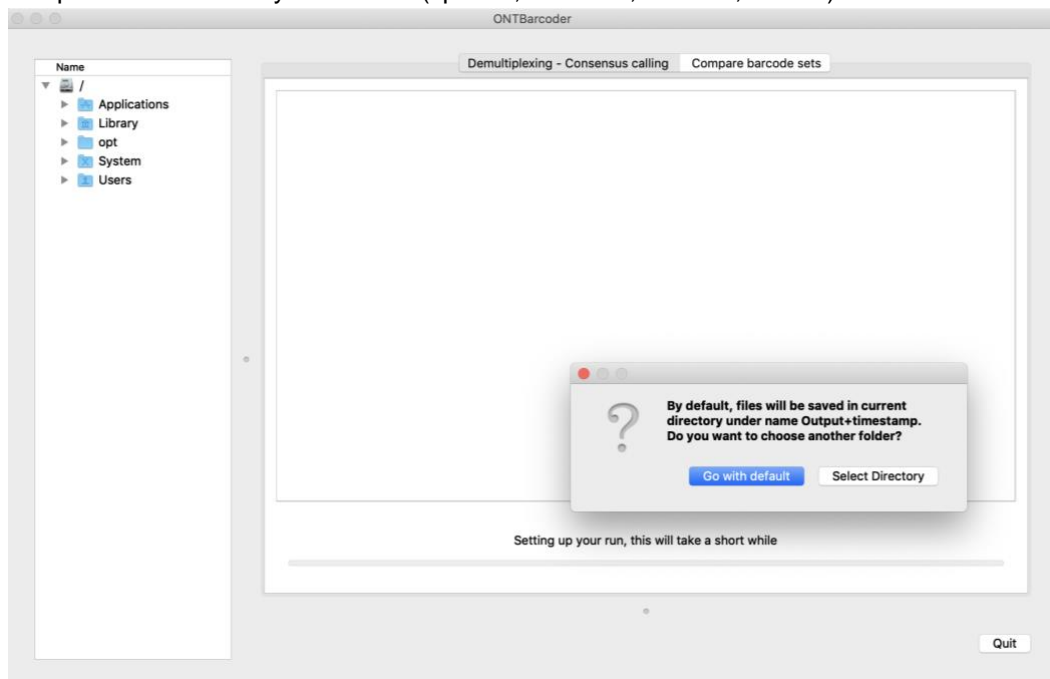 ONTBarcoder
Demultiplexing - Consensus calling Compare barcode sets
Name
/
Applications
Library
opt
System
Users
By default, files will be saved in current
directory under name Output+timestamp.
Do you want to choose another folder?
Go with default Select Directory
Setting up your run, this will take a short while
Quit